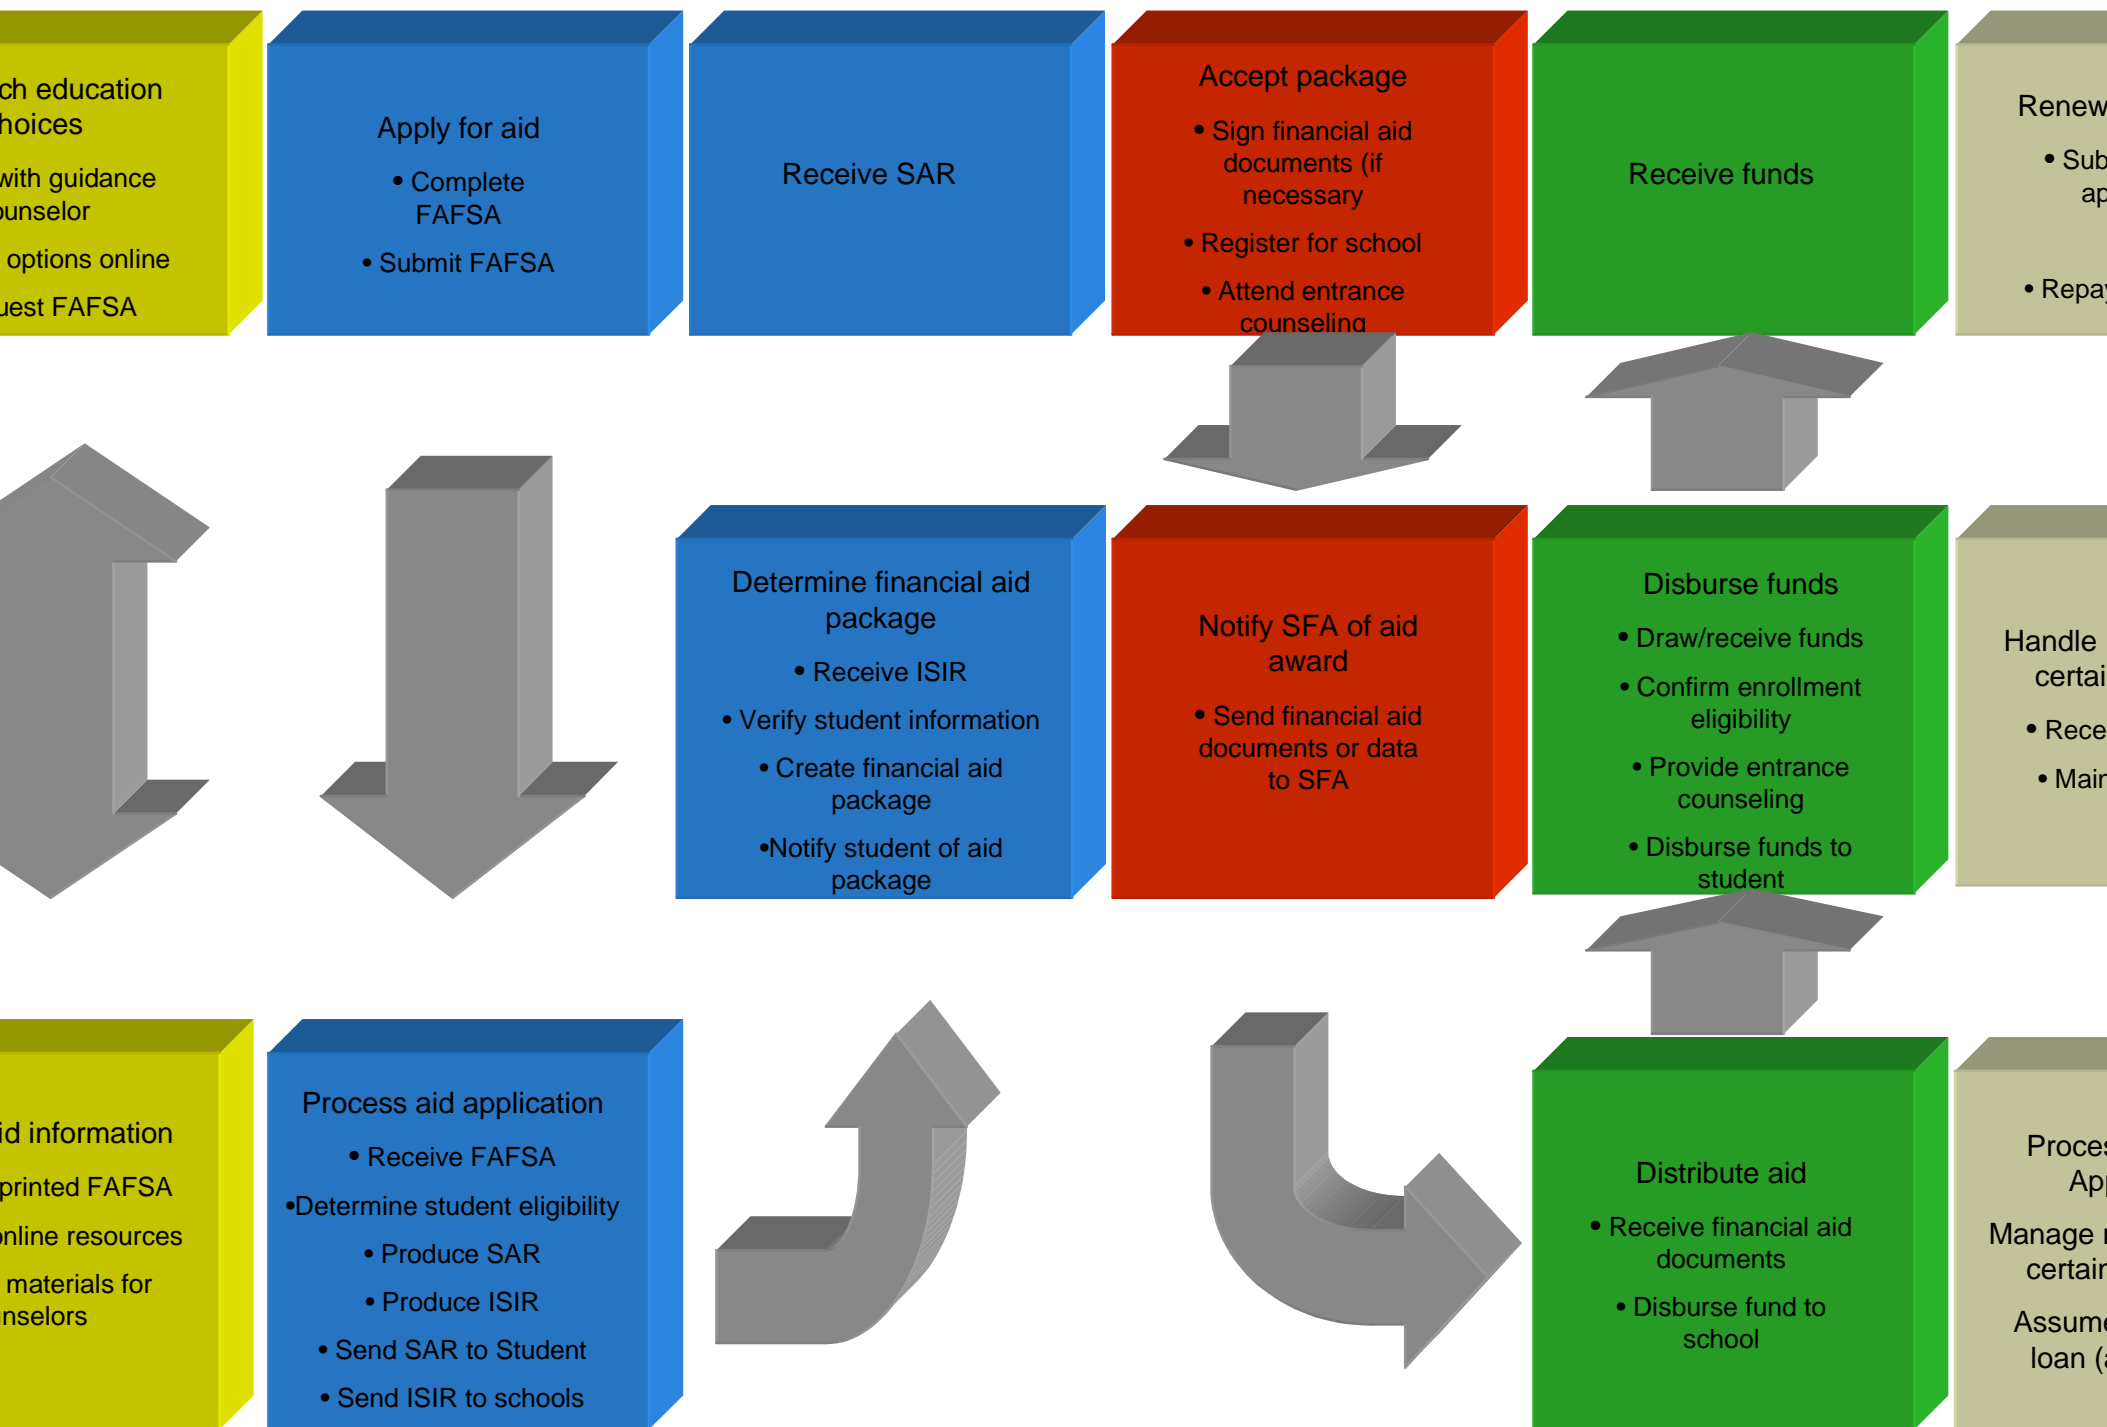 ch education
hoices
with guidance
ounselor
options online
uest FAFSA
Apply for aid
• Complete
FAFSA
• Submit FAFSA
Receive SAR
Accept package
• Sign financial aid
documents (if
necessary
• Register for school
• Attend entrance
counseling
Receive funds
Renew
• Sub
ap
• Repay
Determine financial aid
package
• Receive ISIR
• Verify student information
• Create financial aid
package
•Notify student of aid
package
Notify SFA of aid
award
• Send financial aid
documents or data
to SFA
Disburse funds
• Draw/receive funds
• Confirm enrollment
eligibility
• Provide entrance
counseling
• Disburse funds to
student
Handle
certai
• Rece
• Main
id information
printed FAFSA
online resources
materials for
unselors
Process aid application
• Receive FAFSA
•Determine student eligibility
• Produce SAR
• Produce ISIR
• Send SAR to Student
• Send ISIR to schools
Distribute aid
• Receive financial aid
documents
• Disburse fund to
school
Proces
App
Manage
certain
Assume
loan (a